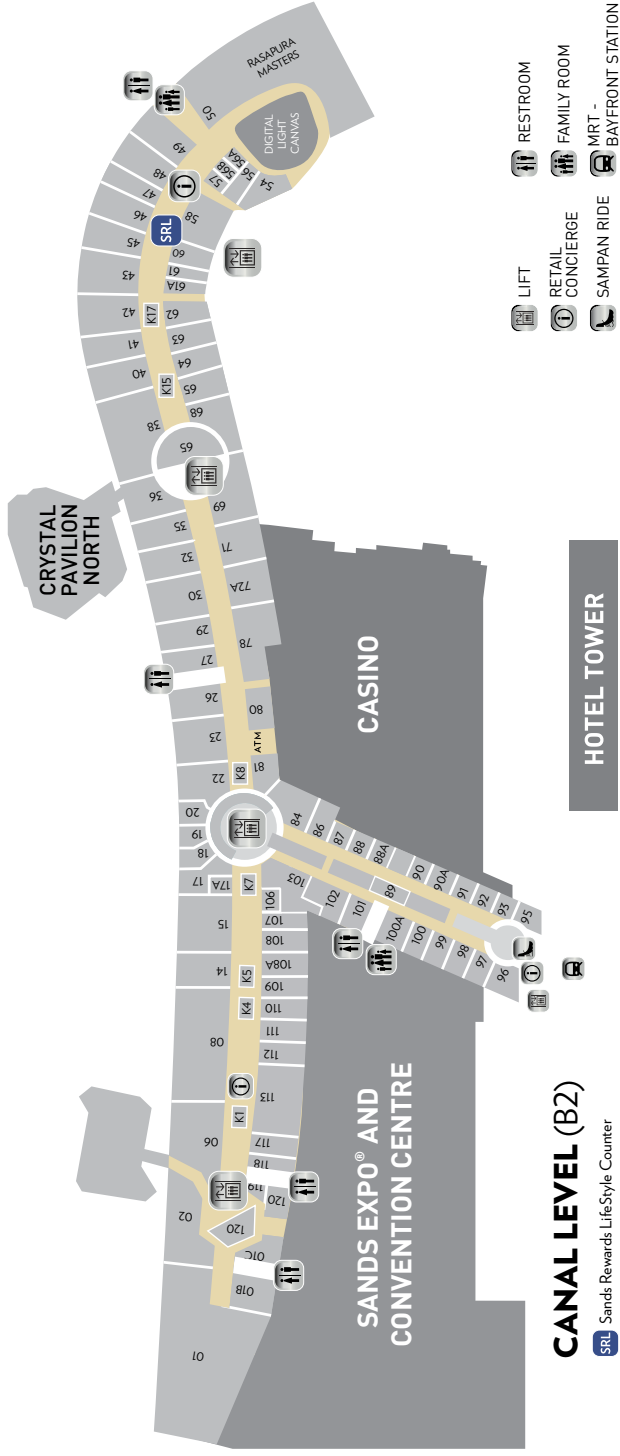 RASAPURA
MASTERS
DIGITAL
LIGHT
CANVAS
50
49
48
47
46
45
43
42
41
40
38
36
35
32
30
29
27
26
23
22
20
19
18
17
17A
15
14
08
06
02
01
54
56
56A
56B
57
58
SRL
60
61
61A
62
63
64
65
68
K17
K15
65
69
71
72A
78
80
ATM
81
K8
K7
K5
K4
K1
84
86
87
88
88A
89
90
90A
91
92
93
95
96
97
98
99
100
100A
101
102
103
106
107
108
108A
109
110
111
112
113
117
118
119
120
120
01C
01B
CRYSTAL
PAVILION
NORTH
CASINO
HOTEL TOWER
SANDS EXPO® AND
CONVENTION CENTRE
CANAL LEVEL (B2)
SRL Sands Rewards LifeStyle Counter
LIFT
RESTROOM
RETAIL
CONCIERGE
FAMILY ROOM
SAMPAN RIDE
MRT -
BAYFRONT STATION